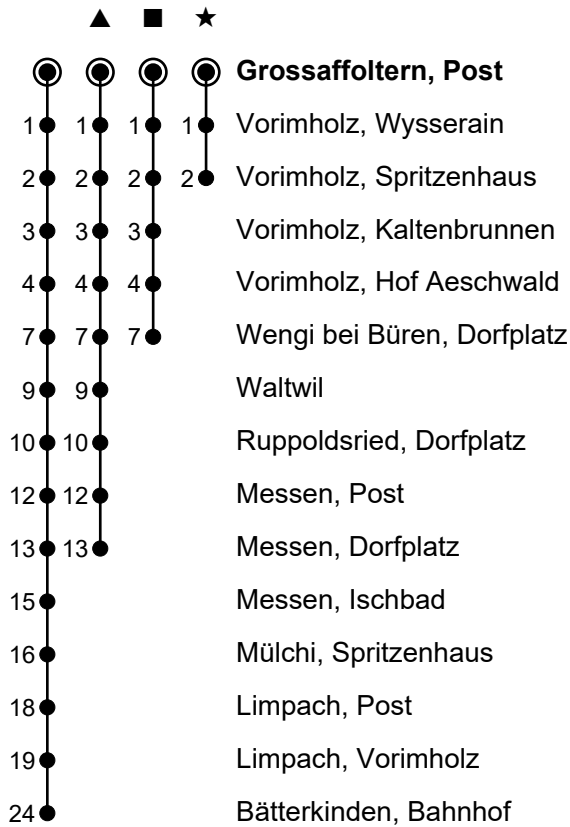 ▲ ■ ★
Grossaffoltern, Post
1 1 1 1 Vorimholz, Wysserain
2 2 2 2 Vorimholz, Spritzenhaus
3 3 3 Vorimholz, Kaltenbrunnen
4 4 4 Vorimholz, Hof Aeschwald
7 7 7 Wengi bei Büren, Dorfplatz
9 9 Waltwil
10 10 Ruppoldsried, Dorfplatz
12 12 Messen, Post
13 13 Messen, Dorfplatz
15 Messen, Ischbad
16 Mülchi, Spritzenhaus
18 Limpach, Post
19 Limpach, Vorimholz
24 Bätterkinden, Bahnhof